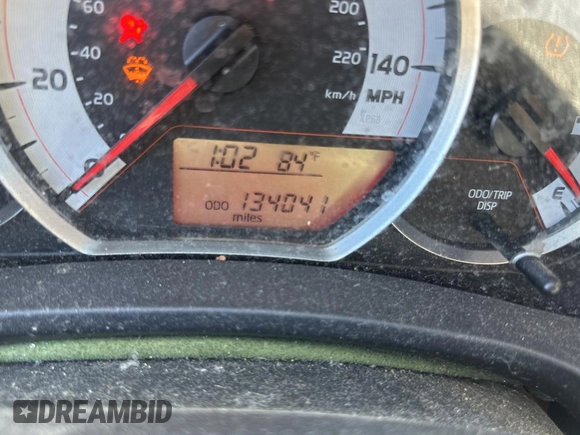 60
200
40
220
140
20
20
km/h
MPH
0
1:02 84°F
ODO 134041
miles
ODO/TRIP
DISP
E
DREAMBID